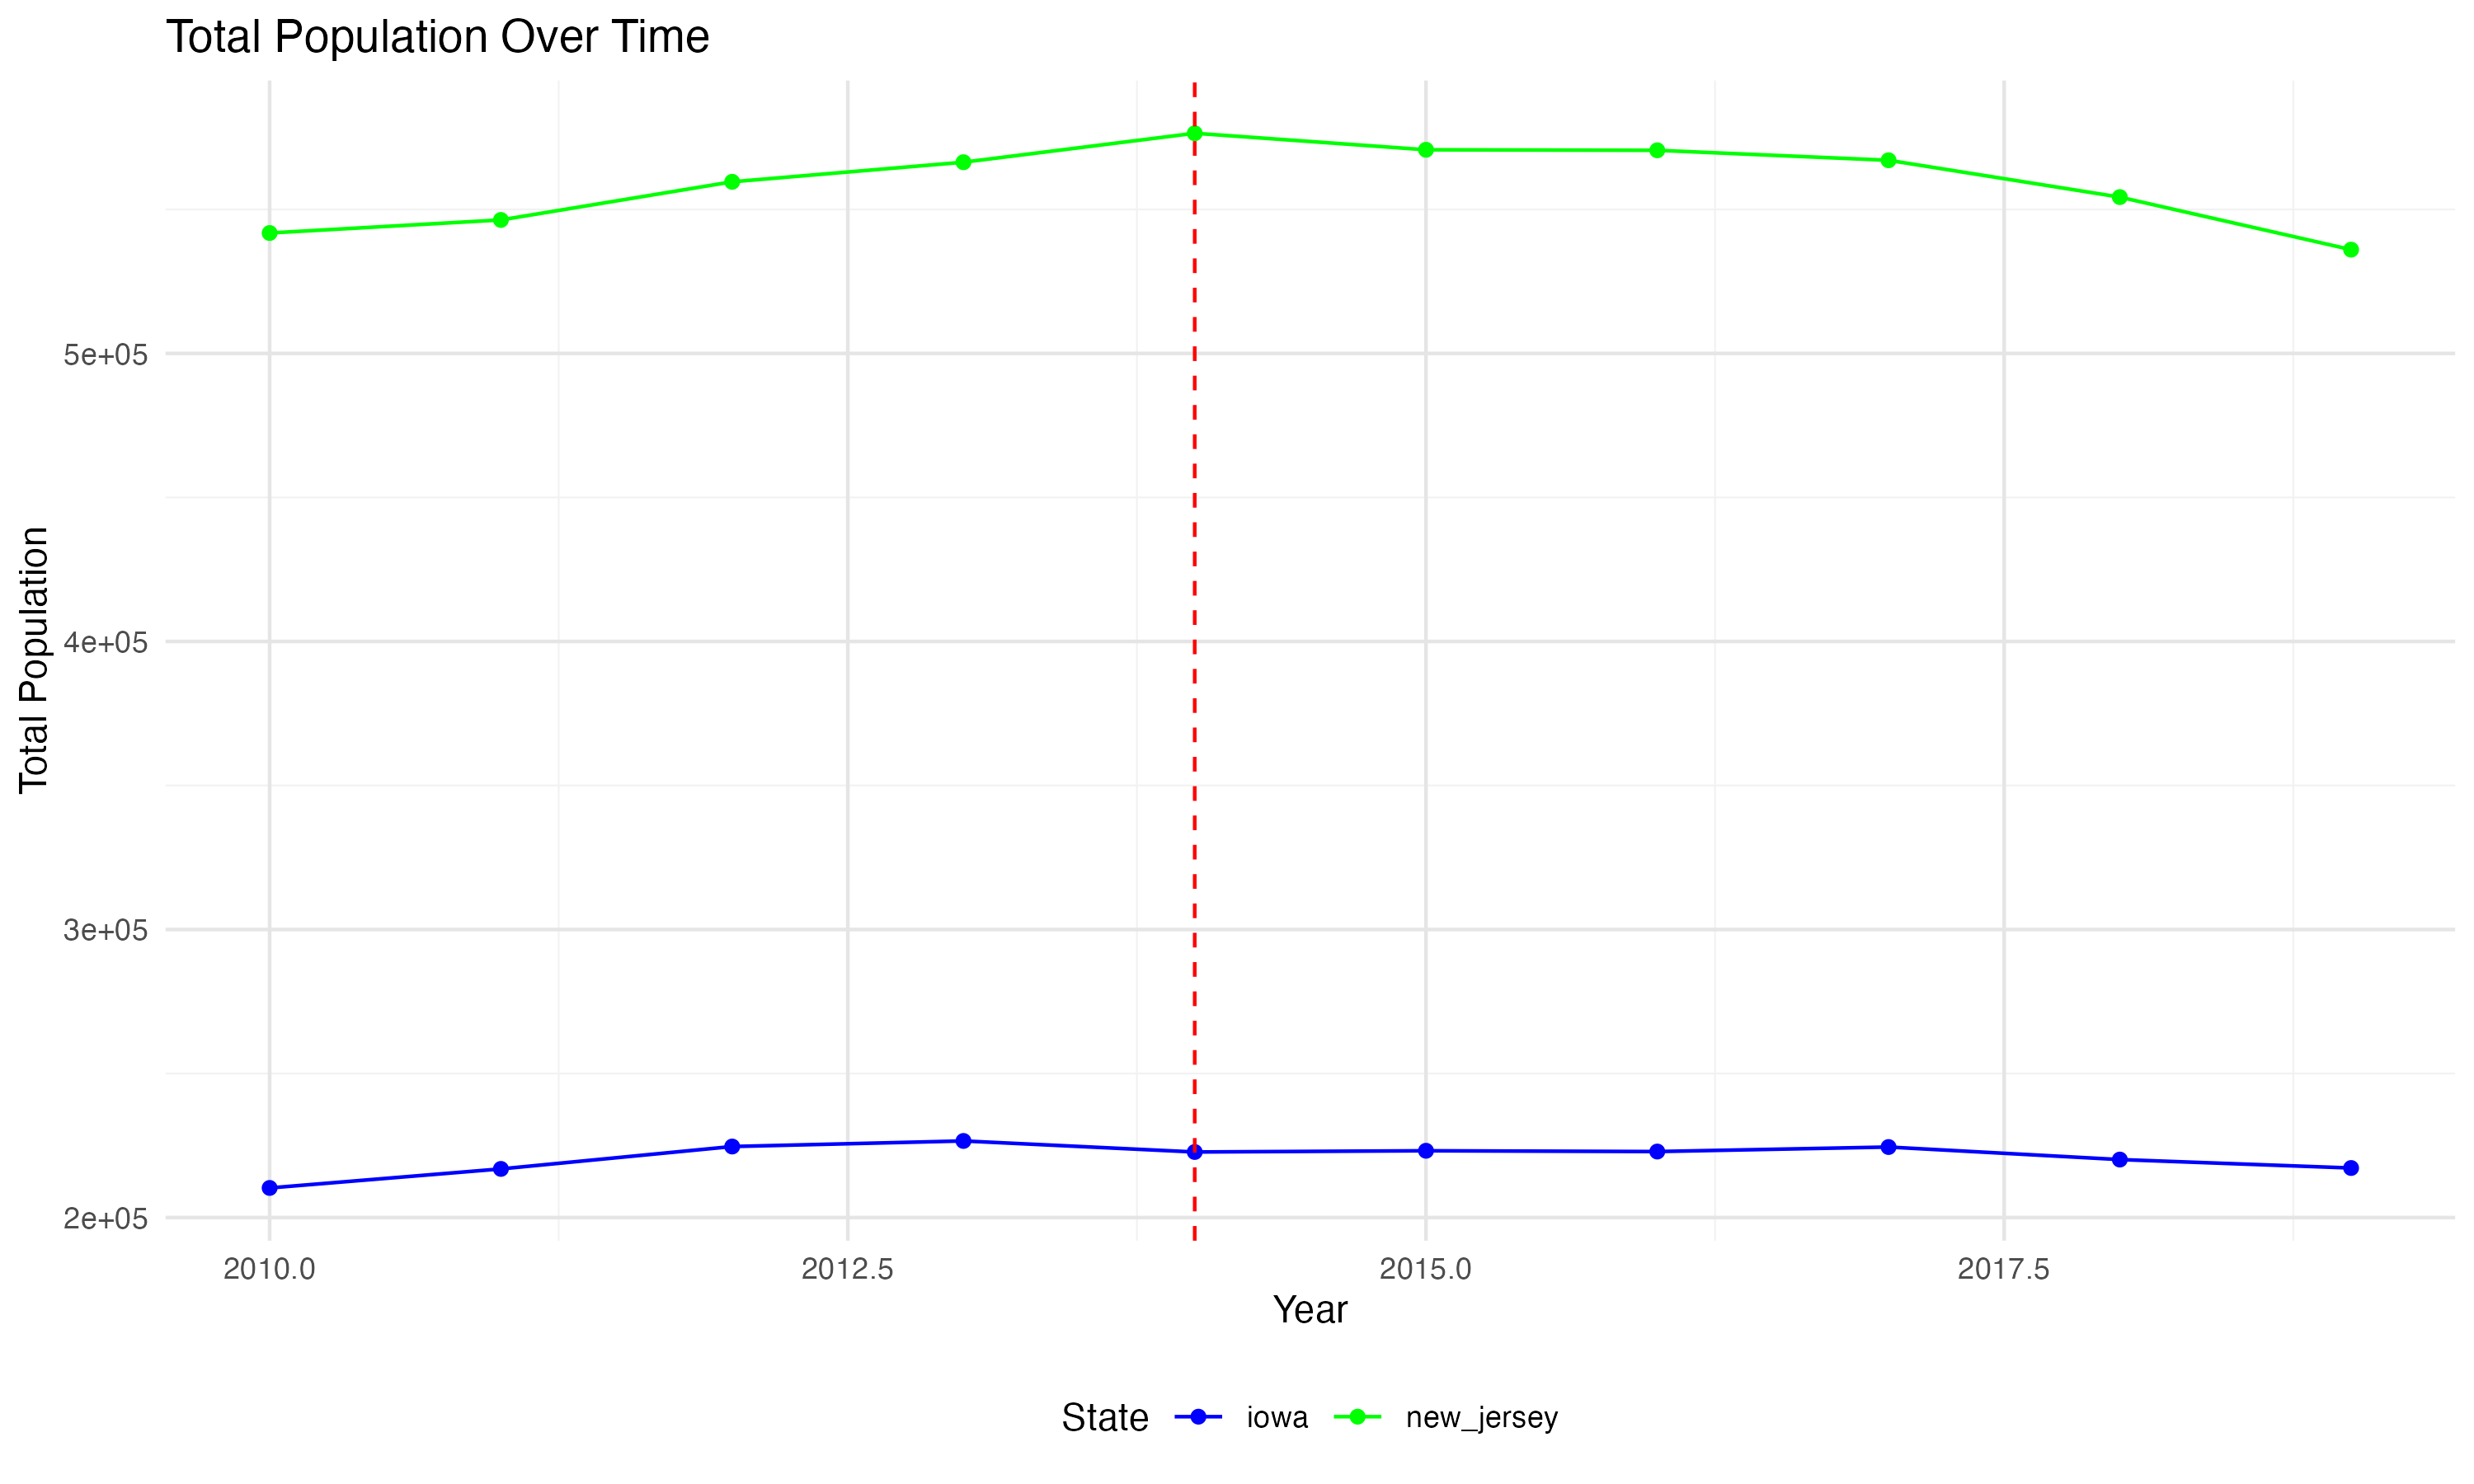 Total Population Over Time
Total Population
5e+05
4e+05
3e+05
2e+05
2010.0 2012.5 2015.0 2017.5
Year
State iowa new_jersey